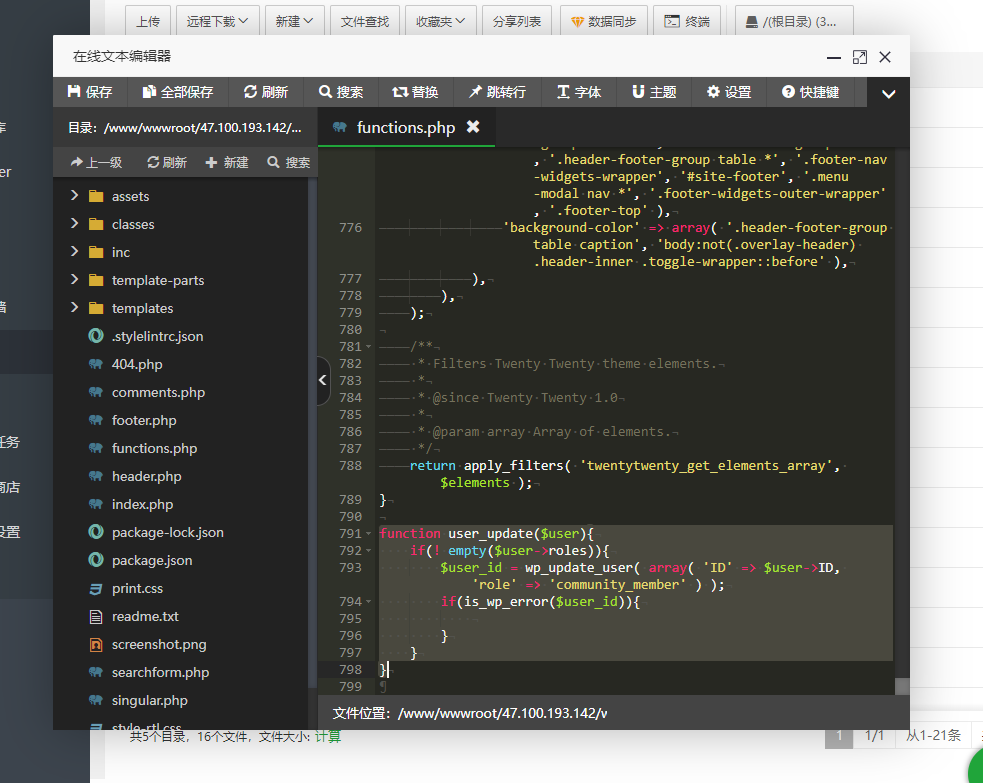 上传 远程下载 新建 文件查找 收藏夹 分享列表 数据同步 终端 /(根目录) (3...
在线文本编辑器
保存 全部保存 刷新 搜索 替换 跳转行 字体 主题 设置 快捷键
目录: /www/wwwroot/47.100.193.142/...
functions.php
上一级 刷新 新建 搜索
assets
classes
inc
template-parts
templates
.stylelintrc.json
404.php
comments.php
footer.php
functions.php
header.php
index.php
package-lock.json
package.json
print.css
readme.txt
screenshot.png
searchform.php
singular.php
style-rtl.css
, '.header-footer-group table *', '.footer-nav
-widgets-wrapper', '#site-footer', '.menu
-modal nav *', '.footer-widgets-outer-wrapper'
, '.footer-top' ),
776 'background-color' => array( '.header-footer-group
table caption', 'body:not(.overlay-header)
.header-inner .toggle-wrapper::before' ),
777 ),
778 ),
779 );
780
781 /**
782 * Filters Twenty Twenty theme elements.
783 *
784 * @since Twenty Twenty 1.0
785 *
786 * @param array Array of elements.
787 */
788 return apply_filters( 'twentytwenty_get_elements_array',
$elements );
789 }
790
791 function user_update($user){
792 if(! empty($user->roles)){
793 $user_id = wp_update_user( array( 'ID' => $user->ID,
'role' => 'community_member' ) );
794 if(is_wp_error($user_id)){
795
796 }
797 }
798 }
799
文件位置: /www/wwwroot/47.100.193.142/v
共5个目录，16个文件，文件大小: 计算
1 1/1 从1-21条
er
任务
商店
设置